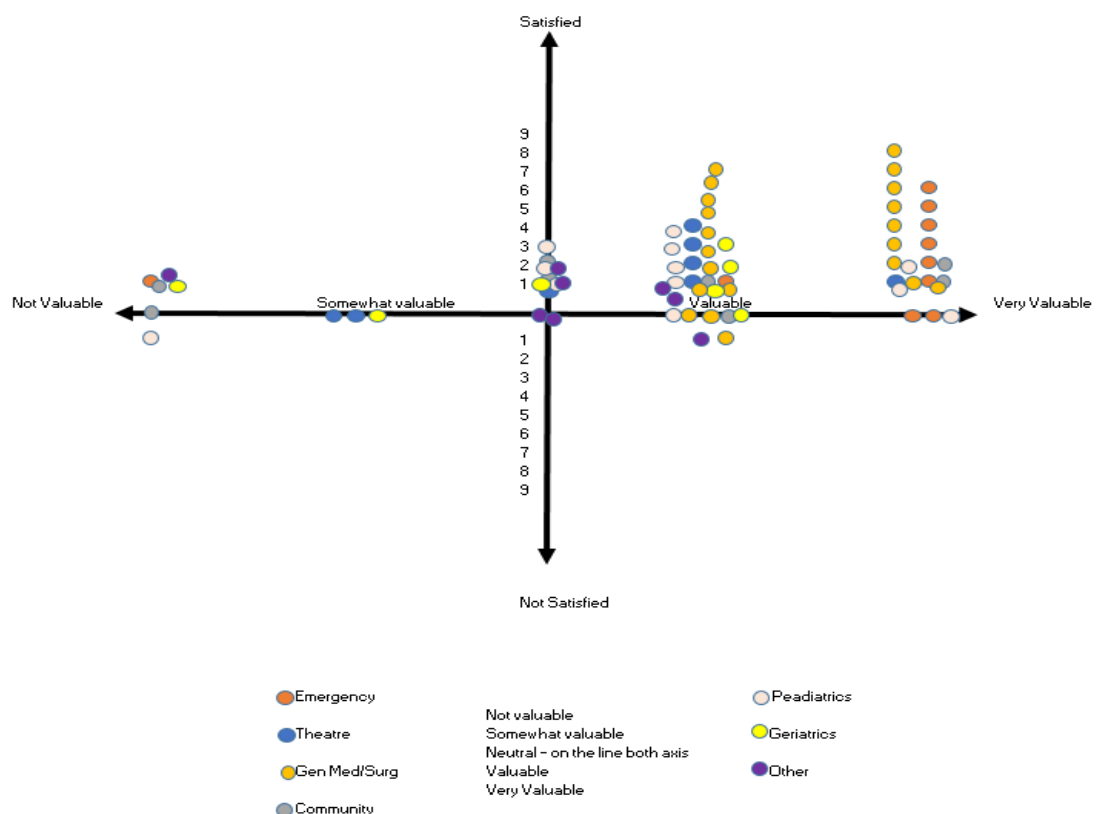 Satisfied
9
8
7
6
5
4
3
2
1
Not Valuable
Somewhat valuable
Valuable
Very Valuable
1
2
3
4
5
6
7
8
9
Not Satisfied
Emergency
Theatre
Gen Med/Surg
Community
Not valuable
Somewhat valuable
Neutral - on the line both axis
Valuable
Very Valuable
Peadiatrics
Geriatrics
Other